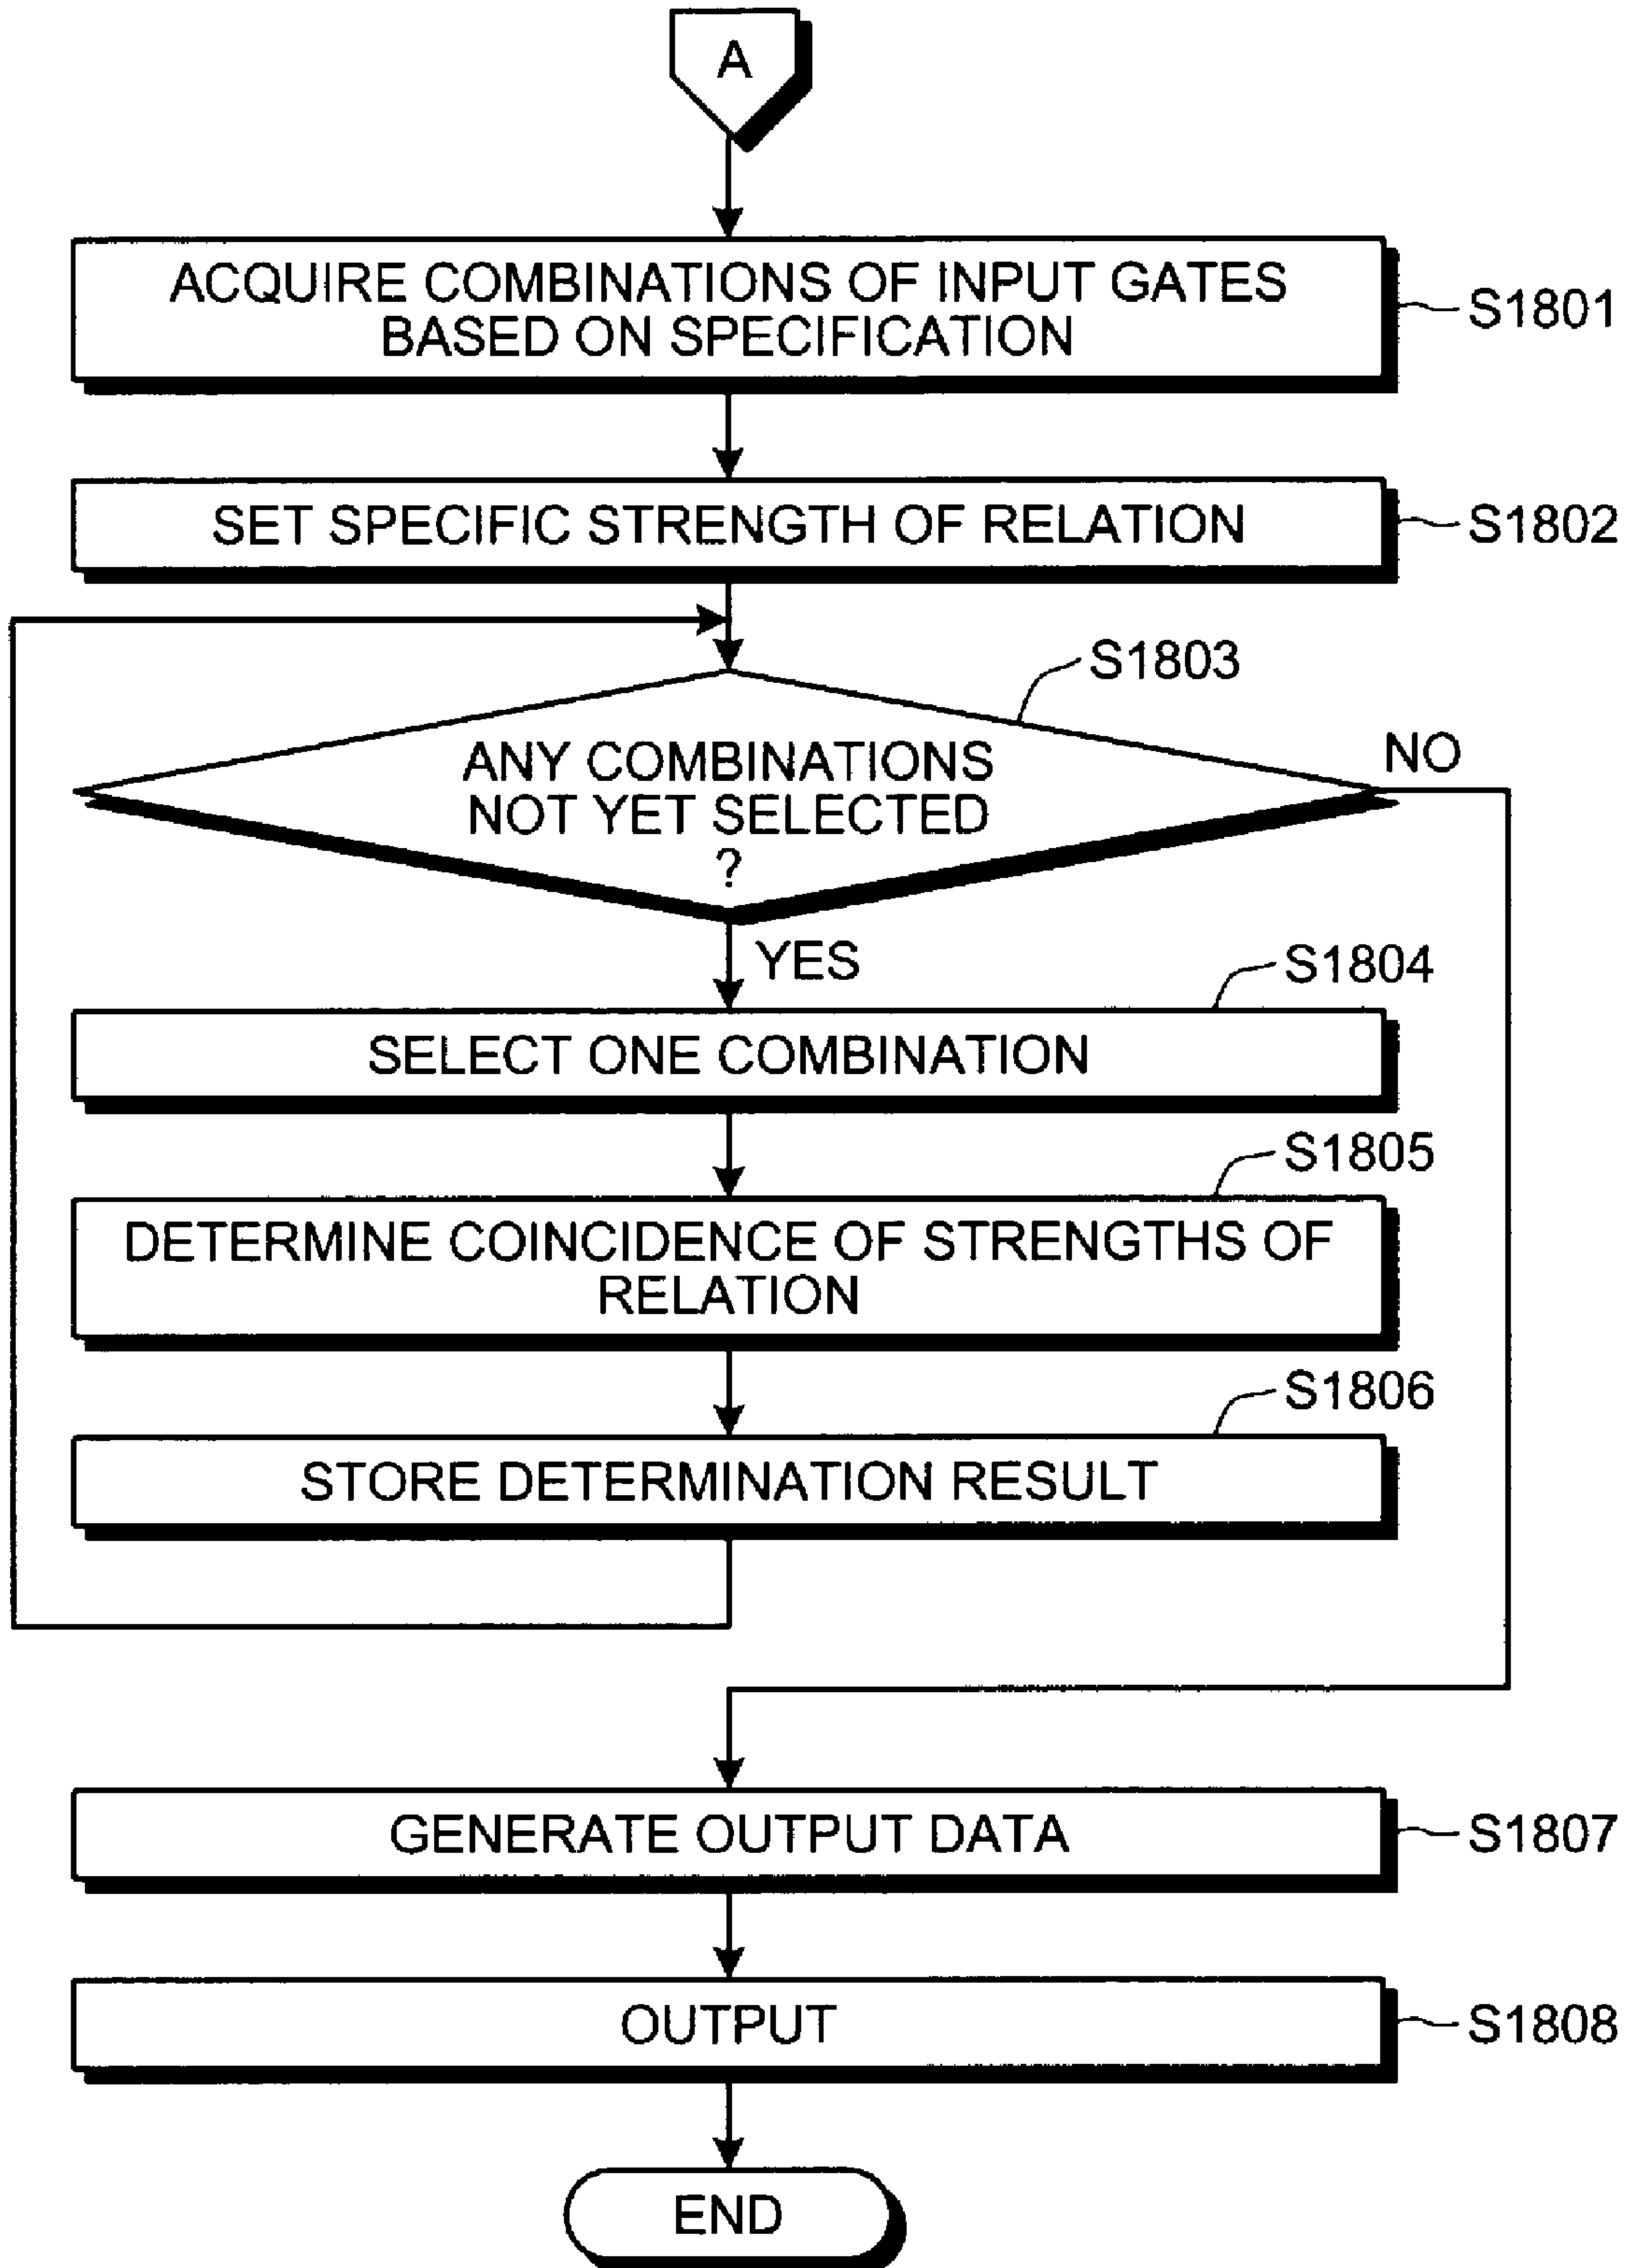 A
ACQUIRE COMBINATIONS OF INPUT GATES
BASED ON SPECIFICATION
S1801
SET SPECIFIC STRENGTH OF RELATION
S1802
S1803
ANY COMBINATIONS
NOT YET SELECTED
?
NO
YES
S1804
SELECT ONE COMBINATION
S1805
DETERMINE COINCIDENCE OF STRENGTHS OF
RELATION
S1806
STORE DETERMINATION RESULT
GENERATE OUTPUT DATA
S1807
OUTPUT
S1808
END